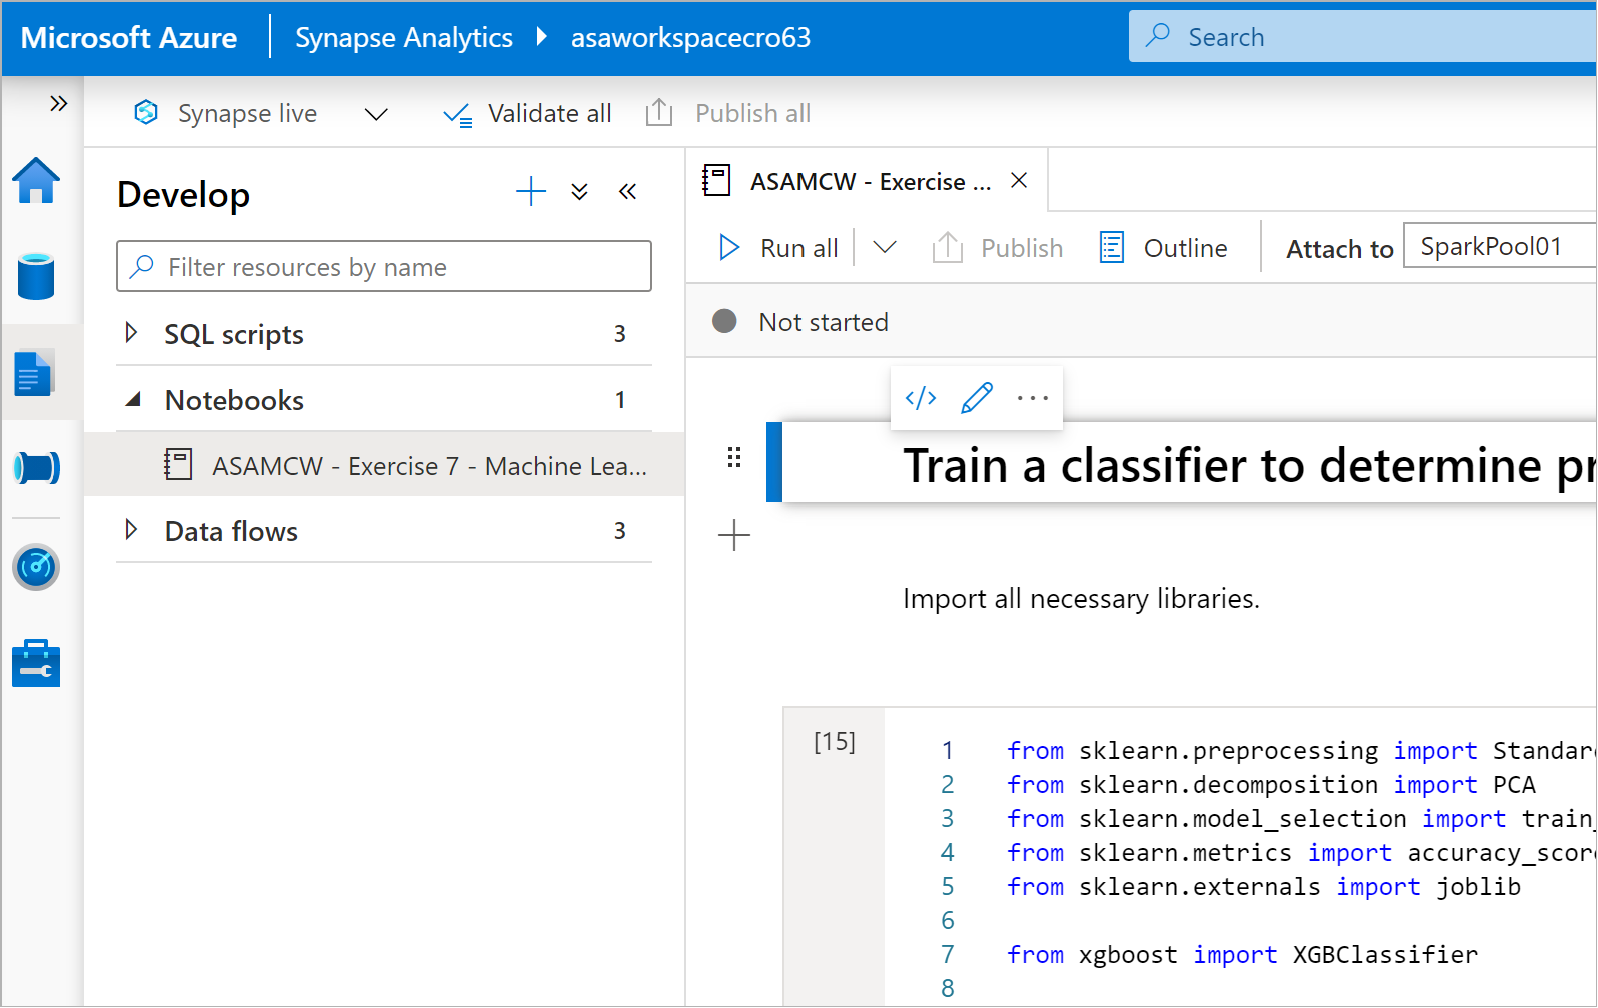 Microsoft Azure
Synapse Analytics
asaworkspacecro63
Search
Synapse live
Validate all
Publish all
Develop
Filter resources by name
SQL scripts 3
Notebooks 1
ASAMCW - Exercise 7 - Machine Lea...
Data flows 3
ASAMCW - Exercise ...
Run all
Publish
Outline
Attach to
SparkPool01
Not started
Train a classifier to determine pr
Import all necessary libraries.
[15]
1 from sklearn.preprocessing import Standar
2 from sklearn.decomposition import PCA
3 from sklearn.model_selection import train_
4 from sklearn.metrics import accuracy_scor
5 from sklearn.externals import joblib
6
7 from xgboost import XGBClassifier
8